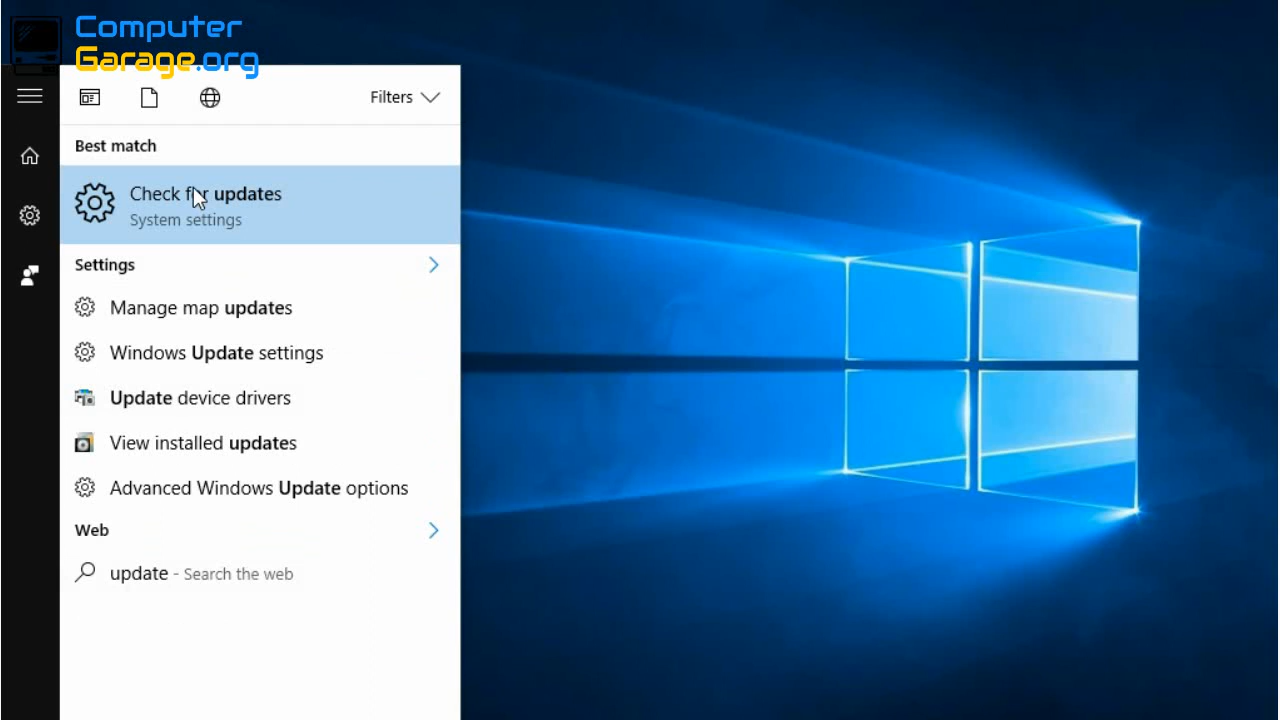 Computer
Garage.org
Filters
Best match
Check for updates
System settings
Settings
Manage map updates
Windows Update settings
Update device drivers
View installed updates
Advanced Windows Update options
Web
update - Search the web